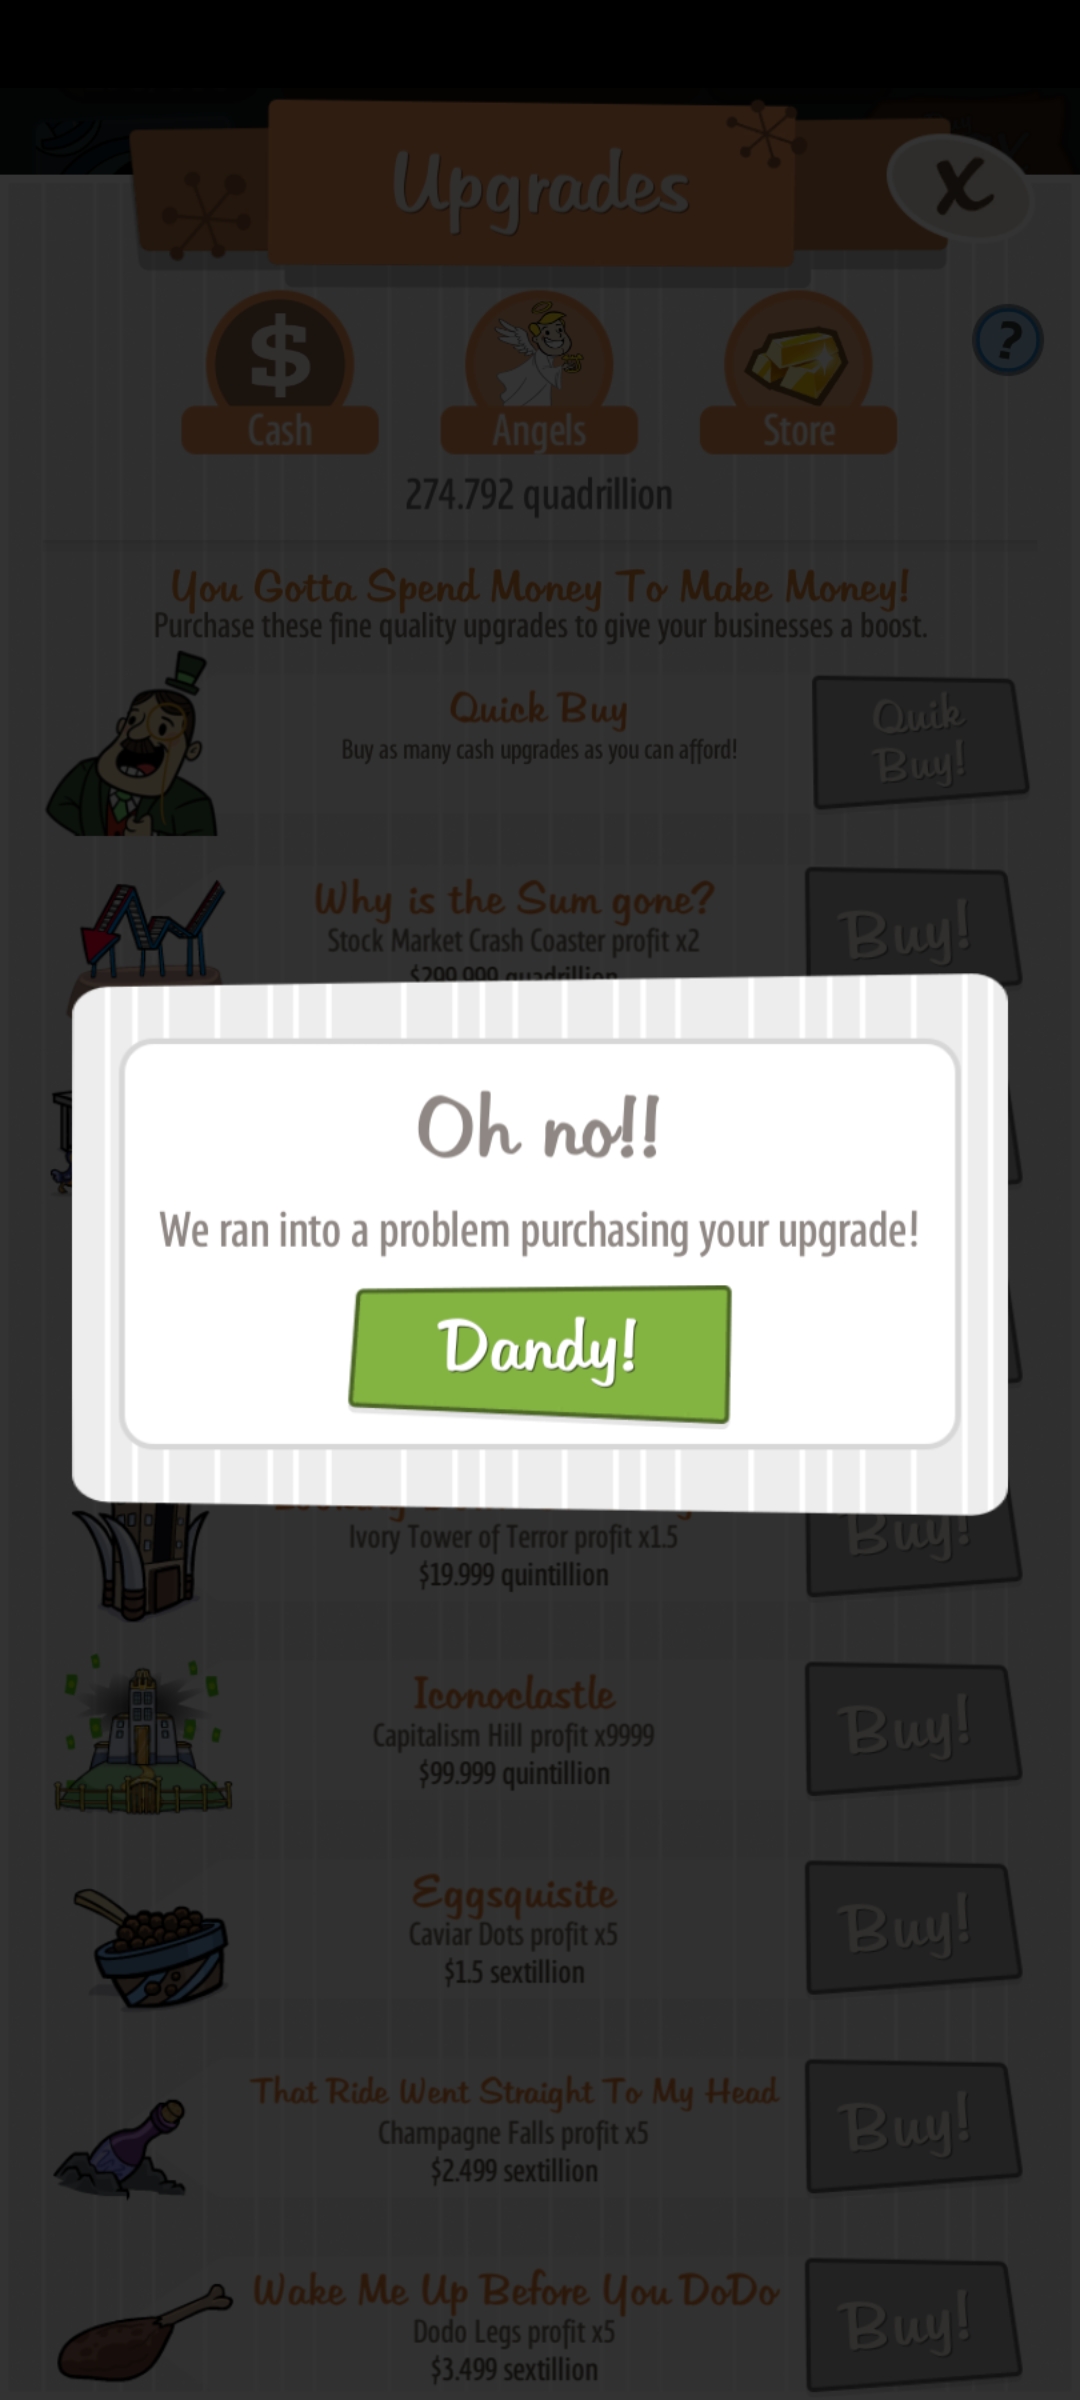 Upgrades
X
$
?
Cash
Angels
Store
274.792 quadrillion
You Gotta Spend Money To Make Money!
Purchase these fine quality upgrades to give your businesses a boost.
Quick Buy
Buy as many cash upgrades as you can afford!
Quik
Buy!
Why is the Sum gone?
Stock Market Crash Coaster profit x2
$299.999 quadrillion
Buy!
Oh no!!
We ran into a problem purchasing your upgrade!
Dandy!
Ivory Tower of Terror profit x1.5
$19.999 quintillion
Buy!
Iconoclastle
Capitalism Hill profit x9999
$99.999 quintillion
Buy!
Eggsquisite
Caviar Dots profit x5
$1.5 sextillion
Buy!
That Ride Went Straight To My Head
Champagne Falls profit x5
$2.499 sextillion
Buy!
Wake Me Up Before You DoDo
Dodo Legs profit x5
$3.499 sextillion
Buy!